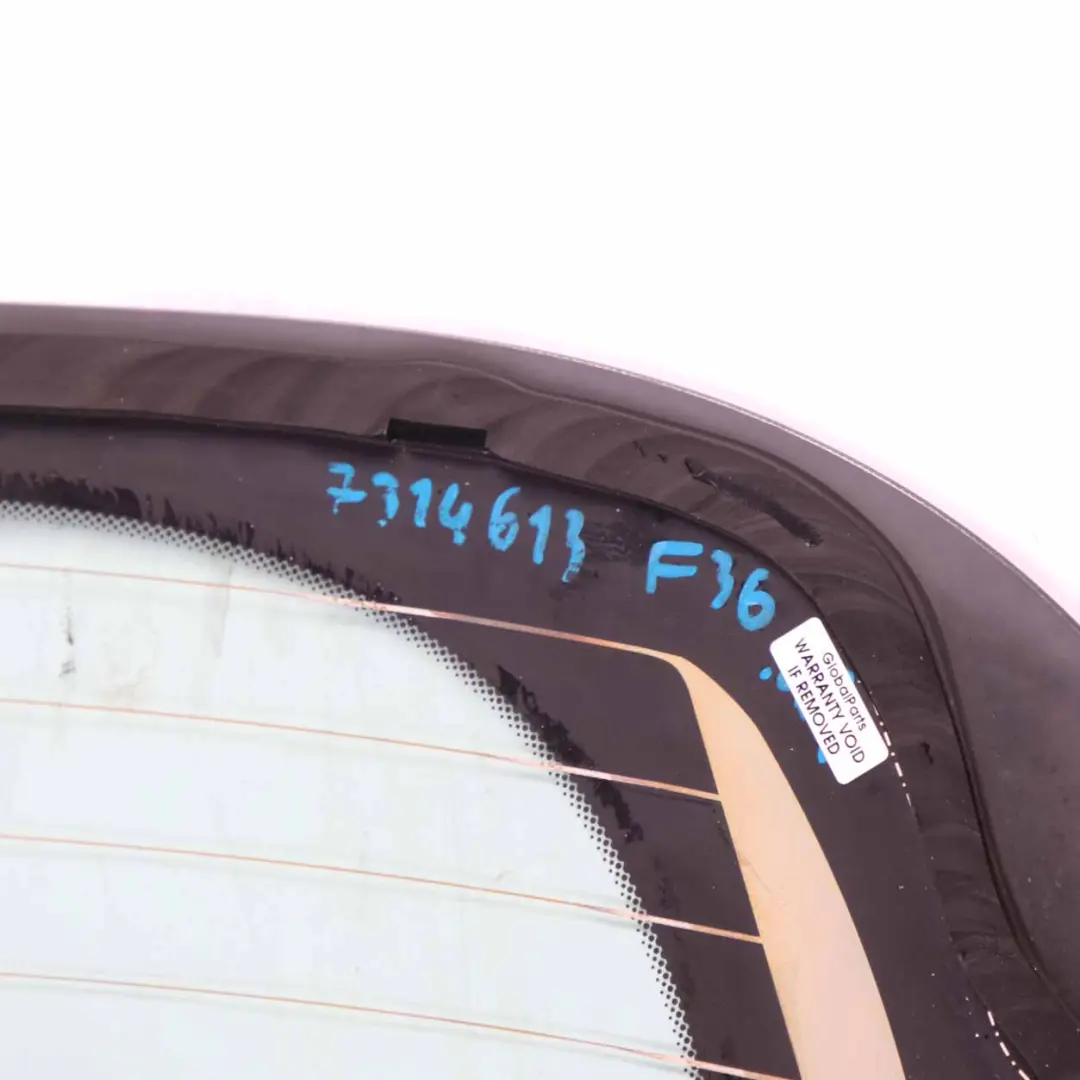 7314613 F36
GlobalParts
WARRANTY VOID
IF REMOVED